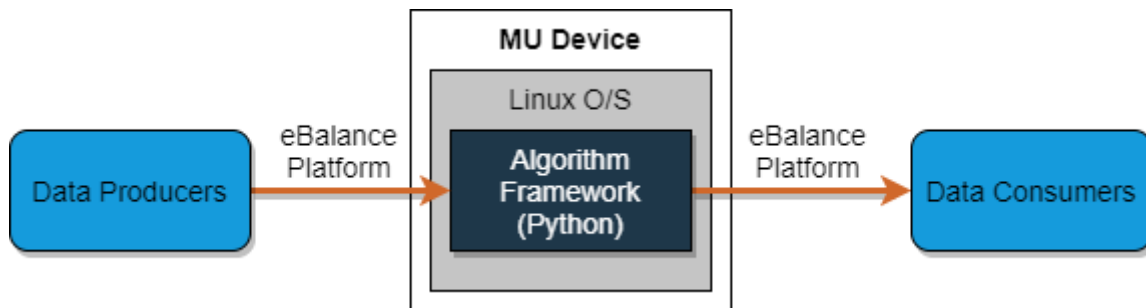 MU Device
Linux O/S
eBalance
Platform
eBalance
Platform
Data Producers
Algorithm
Framework
(Python)
Data Consumers